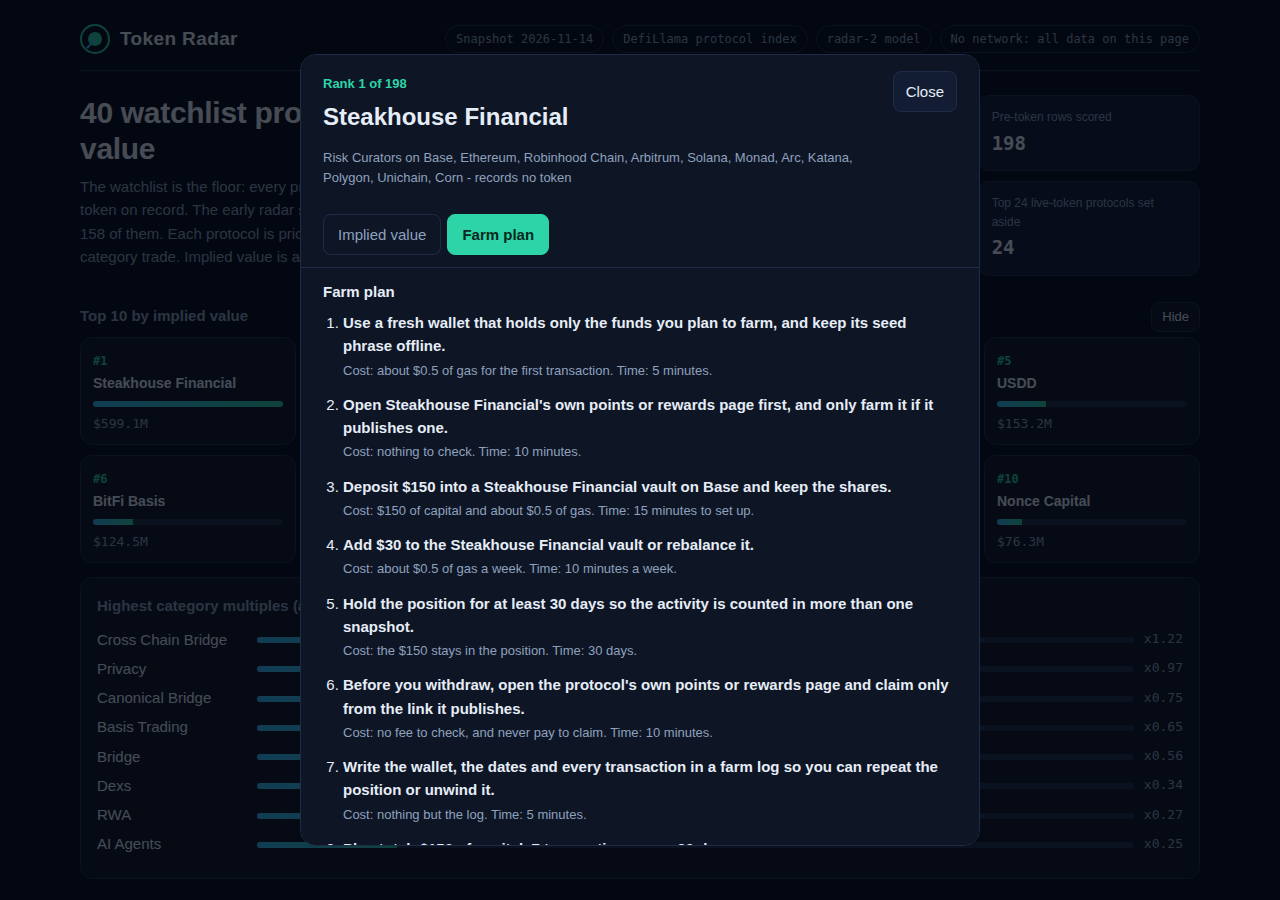 Token Radar
Snapshot 2026-11-14
DefiLlama protocol index
radar-2 model
No network: all data on this page
40 watchlist pro
value
The watchlist is the floor: every p
token on record. The early radar
158 of them. Each protocol is pric
category trade. Implied value is a
Pre-token rows scored
198
Top 24 live-token protocols set
aside
24
Rank 1 of 198
Close
Steakhouse Financial
Risk Curators on Base, Ethereum, Robinhood Chain, Arbitrum, Solana, Monad, Arc, Katana,
Polygon, Unichain, Corn - records no token
Implied value
Farm plan
Farm plan
1. Use a fresh wallet that holds only the funds you plan to farm, and keep its seed
phrase offline.
Cost: about $0.5 of gas for the first transaction. Time: 5 minutes.
2. Open Steakhouse Financial's own points or rewards page first, and only farm it if it
publishes one.
Cost: nothing to check. Time: 10 minutes.
3. Deposit $150 into a Steakhouse Financial vault on Base and keep the shares.
Cost: $150 of capital and about $0.5 of gas. Time: 15 minutes to set up.
4. Add $30 to the Steakhouse Financial vault or rebalance it.
Cost: about $0.5 of gas a week. Time: 10 minutes a week.
5. Hold the position for at least 30 days so the activity is counted in more than one
snapshot.
Cost: the $150 stays in the position. Time: 30 days.
6. Before you withdraw, open the protocol's own points or rewards page and claim only
from the link it publishes.
Cost: no fee to check, and never pay to claim. Time: 10 minutes.
7. Write the wallet, the dates and every transaction in a farm log so you can repeat the
position or unwind it.
Cost: nothing but the log. Time: 5 minutes.
Top 10 by implied value
Hide
#1
Steakhouse Financial
$599.1M
#5
USDD
$153.2M
#6
BitFi Basis
$124.5M
#10
Nonce Capital
$76.3M
Highest category multiples (
Cross Chain Bridge
x1.22
Privacy
x0.97
Canonical Bridge
x0.75
Basis Trading
x0.65
Bridge
x0.56
Dexs
x0.34
RWA
x0.27
AI Agents
x0.25